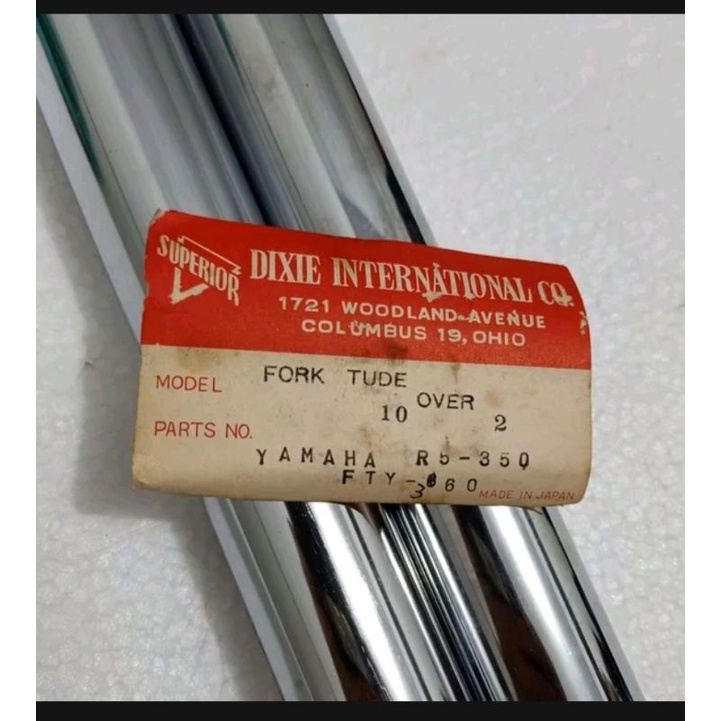 SUPERIOR
DIXIE INTERNATIONAL CO.
1721 WOODLAND AVENUE
COLUMBUS 19, OHIO
MODEL FORK TUDE
10 OVER 2
PARTS NO.
YAMAHA R5-350
FTY-360
MADE IN JAPAN